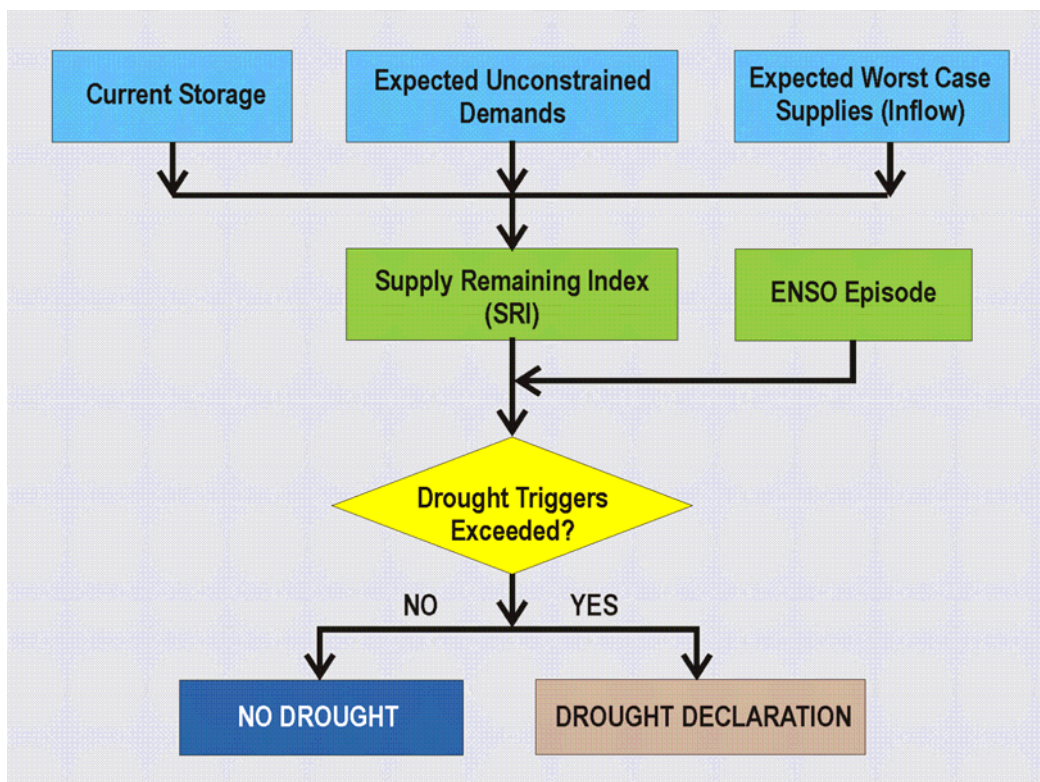 Current Storage
Expected Unconstrained
Demands
Expected Worst Case
Supplies (Inflow)
Supply Remaining Index
(SRI)
ENSO Episode
Drought Triggers
Exceeded?
NO
YES
NO DROUGHT
DROUGHT DECLARATION